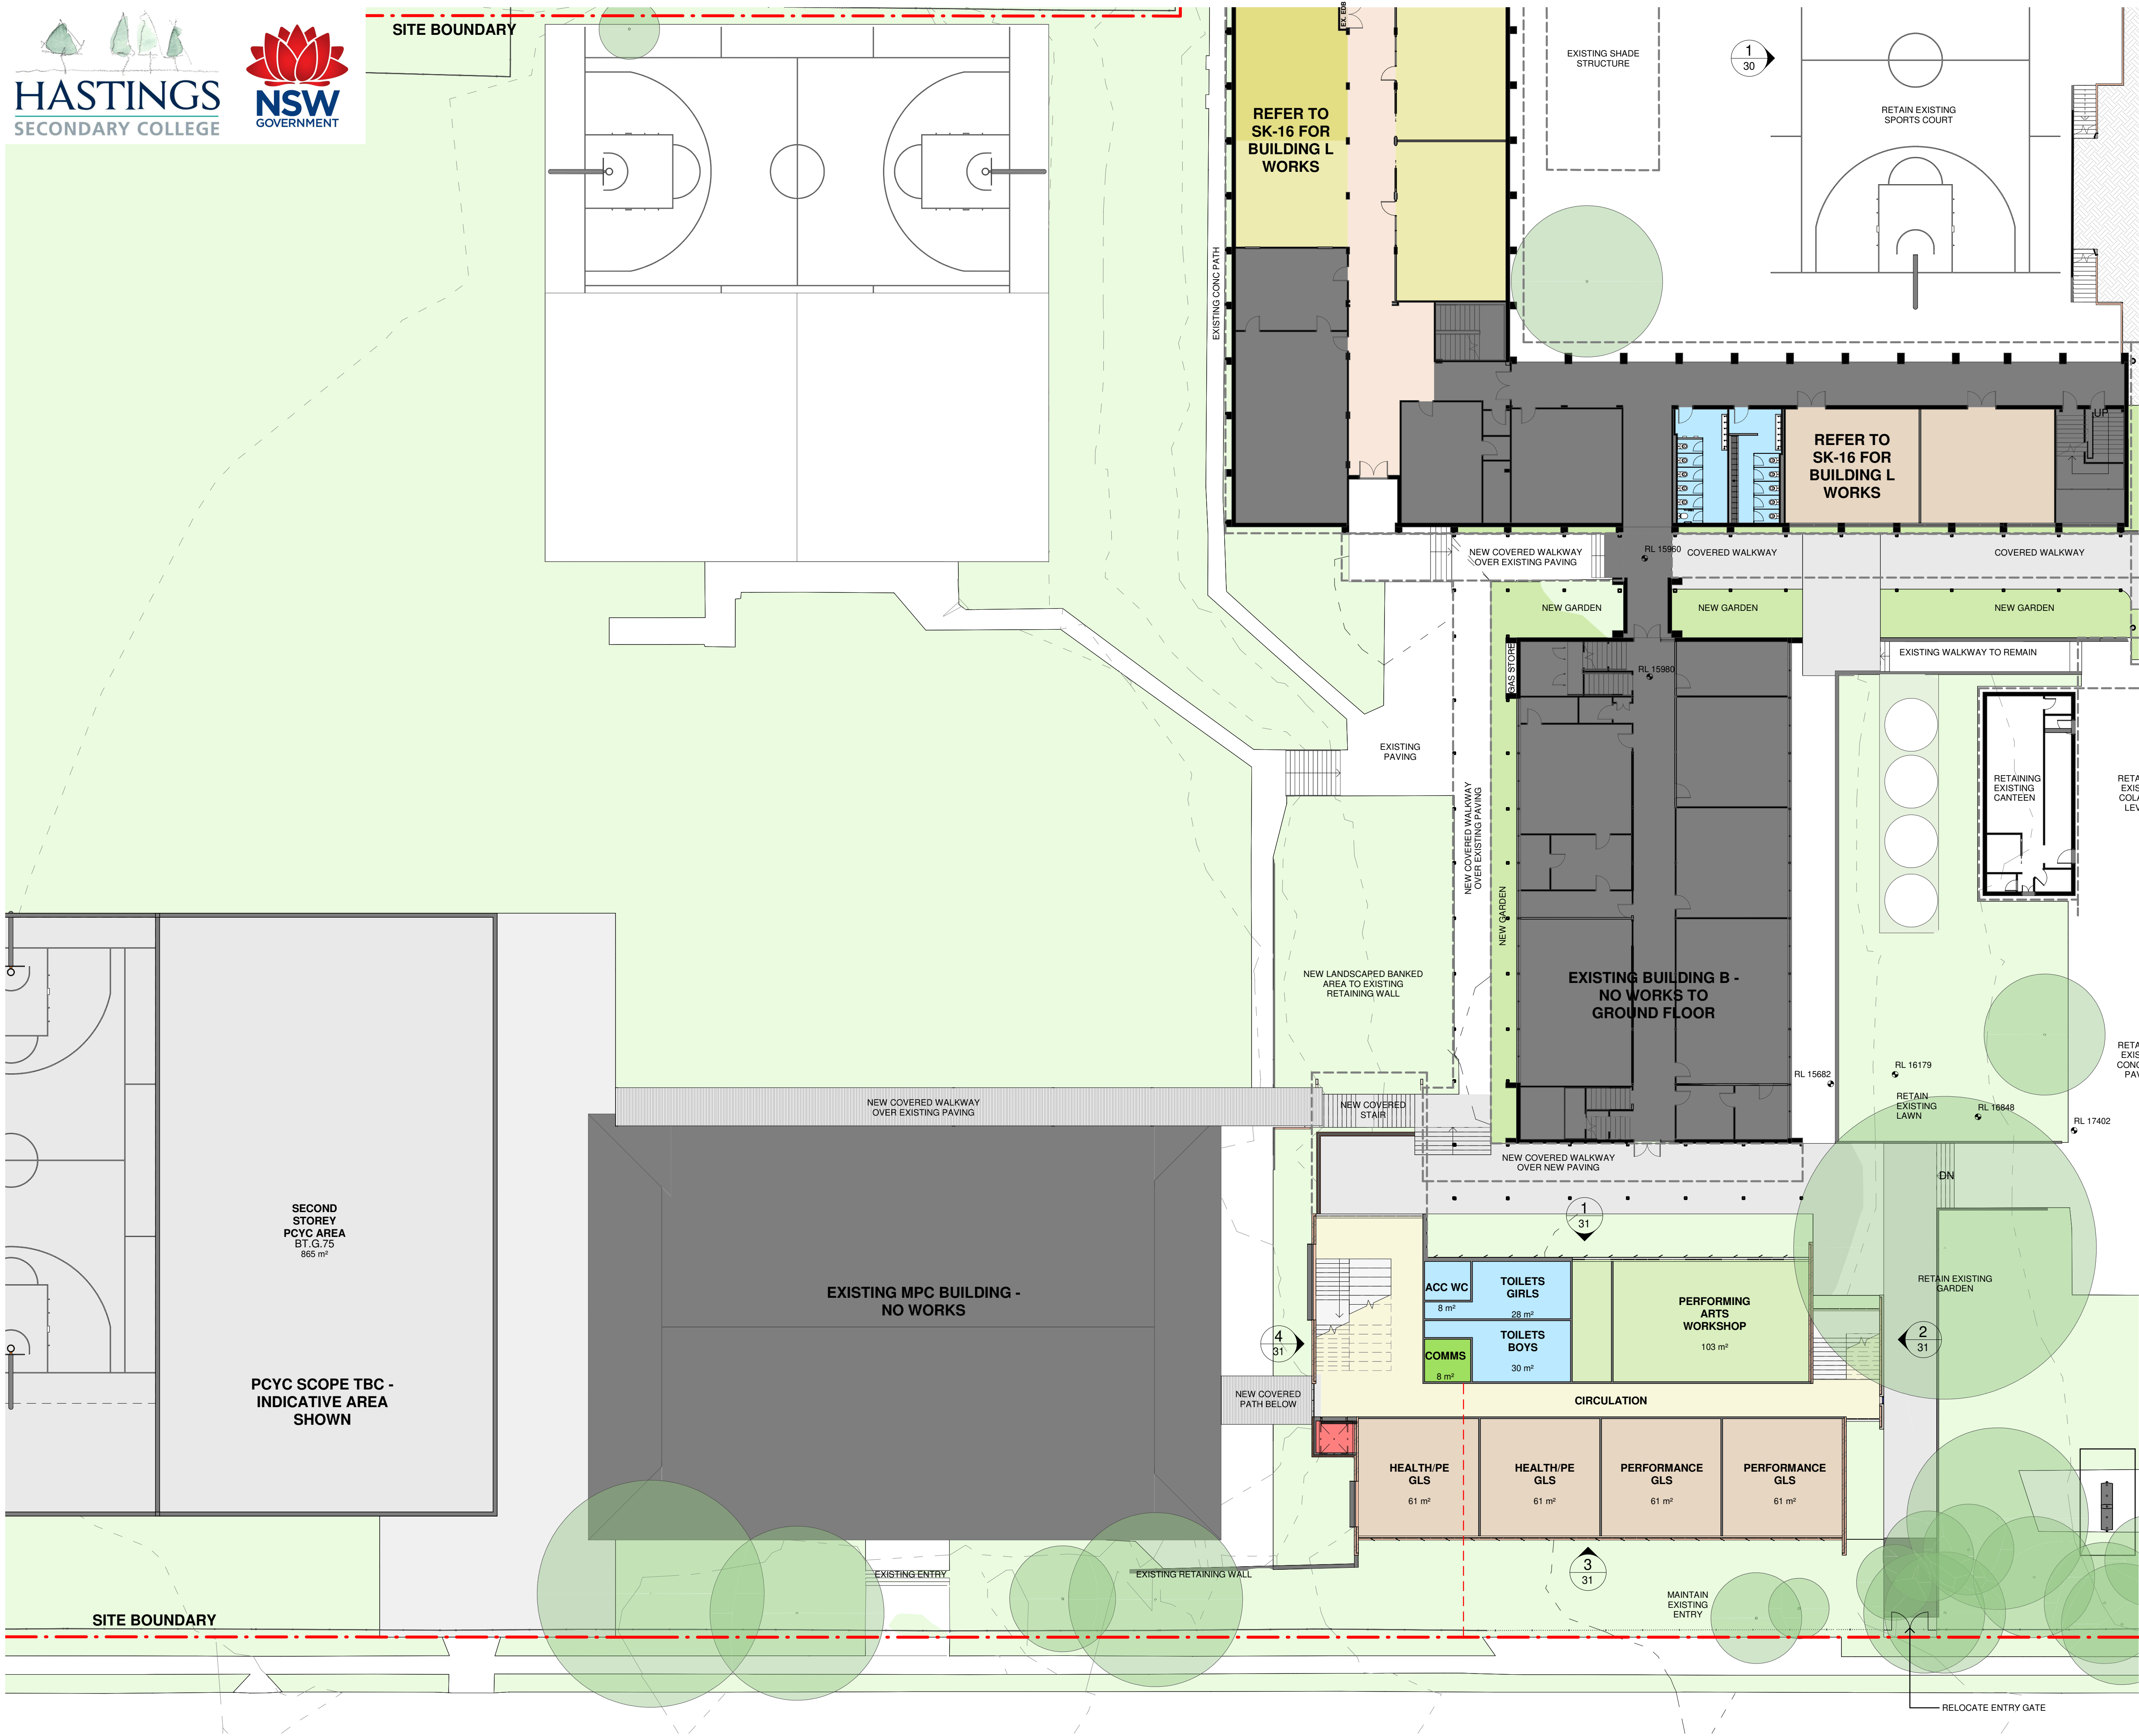 HASTINGS
SECONDARY COLLEGE
NSW
GOVERNMENT
SITE BOUNDARY
EX. EDB
REFER TO
SK-16 FOR
BUILDING L
WORKS
EXISTING SHADE
STRUCTURE
1
30
RETAIN EXISTING
SPORTS COURT
EXISTING CONC PATH
REFER TO
SK-16 FOR
BUILDING L
WORKS
UP
NEW COVERED WALKWAY
OVER EXISTING PAVING
RL 15960
COVERED WALKWAY
COVERED WALKWAY
NEW GARDEN
NEW GARDEN
NEW GARDEN
GAS STORE
RL 15980
EXISTING WALKWAY TO REMAIN
EXISTING
PAVING
NEW COVERED WALKWAY
OVER EXISTING PAVING
NEW GARDEN
RETAINING
EXISTING
CANTEEN
RETA
EXIS
COLA
LEV
NEW LANDSCAPED BANKED
AREA TO EXISTING
RETAINING WALL
EXISTING BUILDING B -
NO WORKS TO
GROUND FLOOR
RL 15682
RL 16179
RETAIN
EXISTING
LAWN
RL 16848
RL 17402
RETA
EXIS
CONC
PAV
NEW COVERED WALKWAY
OVER EXISTING PAVING
NEW COVERED
STAIR
NEW COVERED WALKWAY
OVER NEW PAVING
DN
1
31
SECOND
STOREY
PCYC AREA
BT.G.75
865 m²
PCYC SCOPE TBC -
INDICATIVE AREA
SHOWN
EXISTING MPC BUILDING -
NO WORKS
ACC WC
8 m²
TOILETS
GIRLS
28 m²
TOILETS
BOYS
30 m²
COMMS
8 m²
PERFORMING
ARTS
WORKSHOP
103 m²
RETAIN EXISTING
GARDEN
4
31
2
31
NEW COVERED
PATH BELOW
CIRCULATION
HEALTH/PE
GLS
61 m²
HEALTH/PE
GLS
61 m²
PERFORMANCE
GLS
61 m²
PERFORMANCE
GLS
61 m²
EXISTING ENTRY
EXISTING RETAINING WALL
3
31
MAINTAIN
EXISTING
ENTRY
SITE BOUNDARY
RELOCATE ENTRY GATE